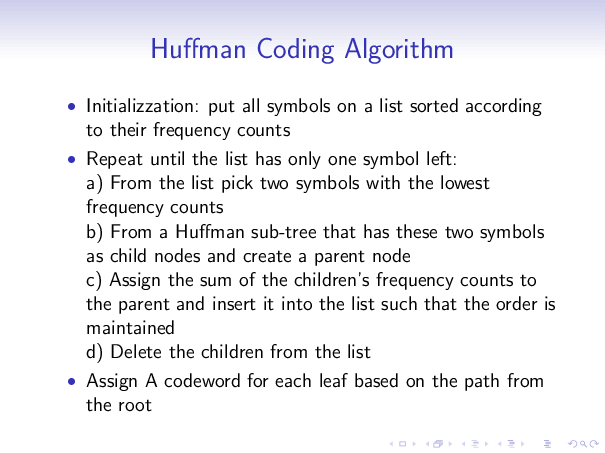 Huffman Coding Algorithm
• Initializzation: put all symbols on a list sorted according
to their frequency counts
• Repeat until the list has only one symbol left:
a) From the list pick two symbols with the lowest
frequency counts
b) From a Huffman sub-tree that has these two symbols
as child nodes and create a parent node
c) Assign the sum of the children's frequency counts to
the parent and insert it into the list such that the order is
maintained
d) Delete the children from the list
• Assign A codeword for each leaf based on the path from
the root